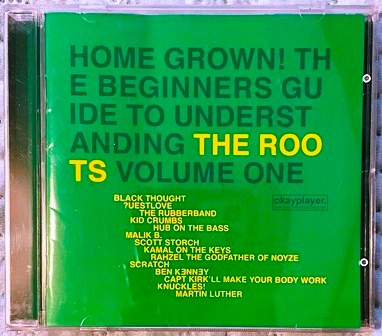 HOME GROWN! TH
E BEGINNERS GU
IDE TO UNDERST
ANDING THE ROO
TS VOLUME ONE
BLACK THOUGHT
?UESTLOVE
THE RUBBERBAND
KID CRUMBS
HUB ON THE BASS
MALIK B.
SCOTT STORCH
KAMAL ON THE KEYS
RAHZEL THE GODFATHER OF NOYZE
SCRATCH
BEN KƎNNƎY
CAPT KIRK'LL MAKE YOUR BODY WORK
KNUCKLES!
MARTIN LUTHER
okayplayer.